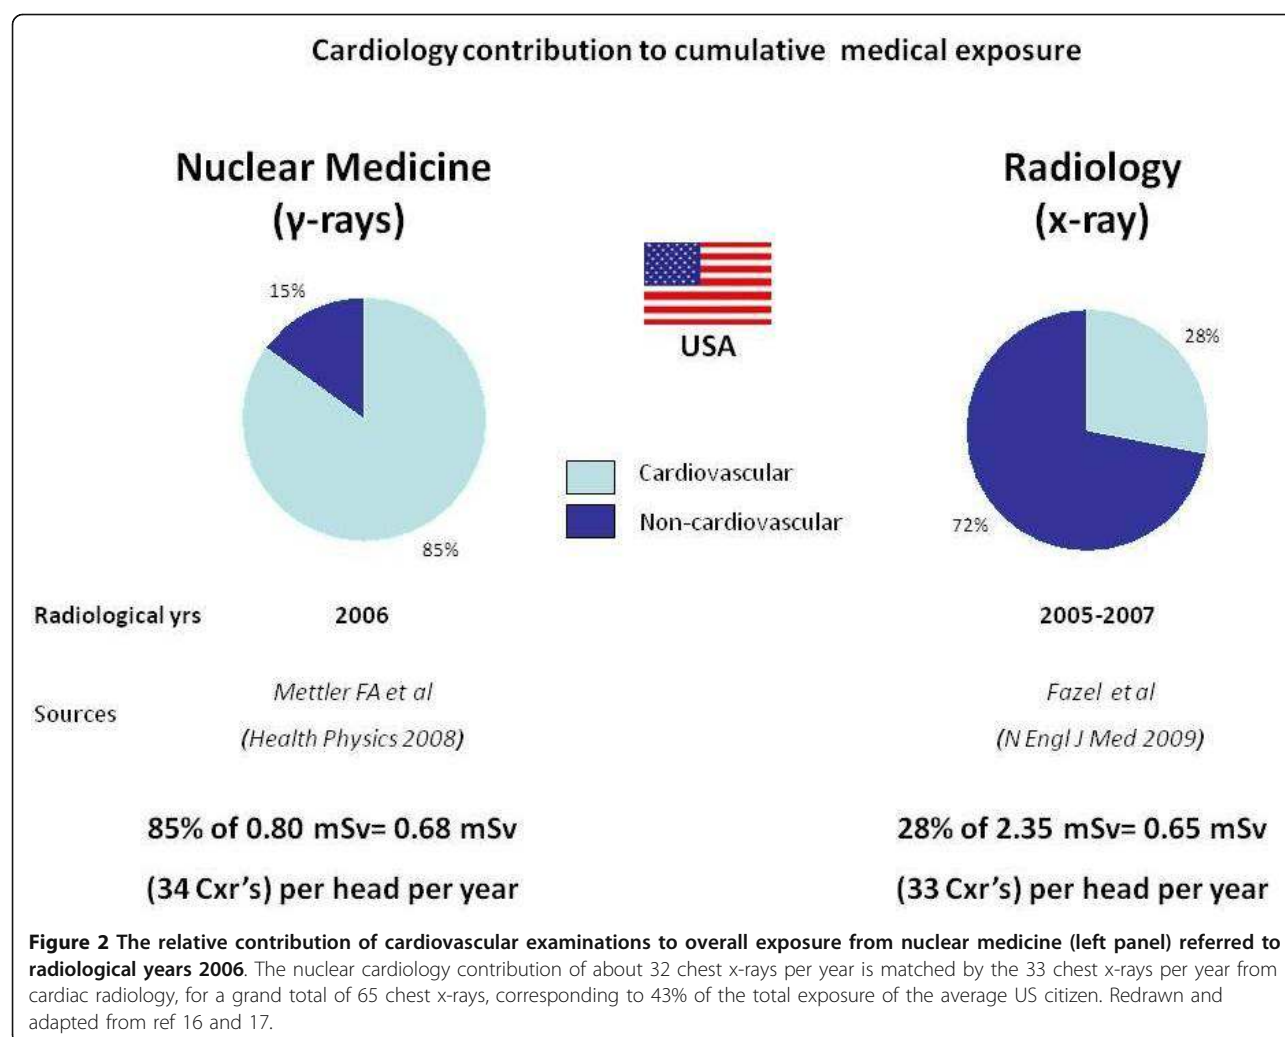 Cardiology contribution to cumulative medical exposure
Nuclear Medicine
(γ-rays)
Radiology
(x-ray)
15%
85%
USA
28%
72%
Cardiovascular
Non-cardiovascular
Radiological yrs
2006
2005-2007
Sources
Mettler FA et al
(Health Physics 2008)
Fazel et al
(N Engl J Med 2009)
85% of 0.80 mSv= 0.68 mSv
(34 Cxr’s) per head per year
28% of 2.35 mSv= 0.65 mSv
(33 Cxr’s) per head per year
Figure 2 The relative contribution of cardiovascular examinations to overall exposure from nuclear medicine (left panel) referred to
radiological years 2006. The nuclear cardiology contribution of about 32 chest x-rays per year is matched by the 33 chest x-rays per year from
cardiac radiology, for a grand total of 65 chest x-rays, corresponding to 43% of the total exposure of the average US citizen. Redrawn and
adapted from ref 16 and 17.